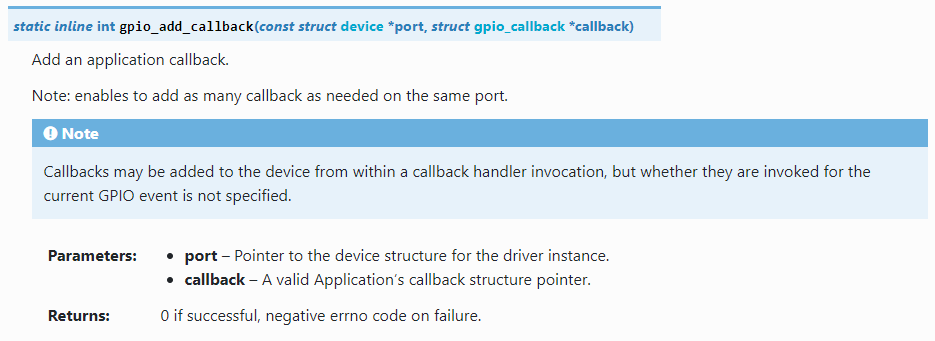 static inline int gpio_add_callback(const struct device *port, struct gpio_callback *callback)
Add an application callback.
Note: enables to add as many callback as needed on the same port.
Note
Callbacks may be added to the device from within a callback handler invocation, but whether they are invoked for the
current GPIO event is not specified.
Parameters:
• port – Pointer to the device structure for the driver instance.
• callback – A valid Application’s callback structure pointer.
Returns: 0 if successful, negative errno code on failure.